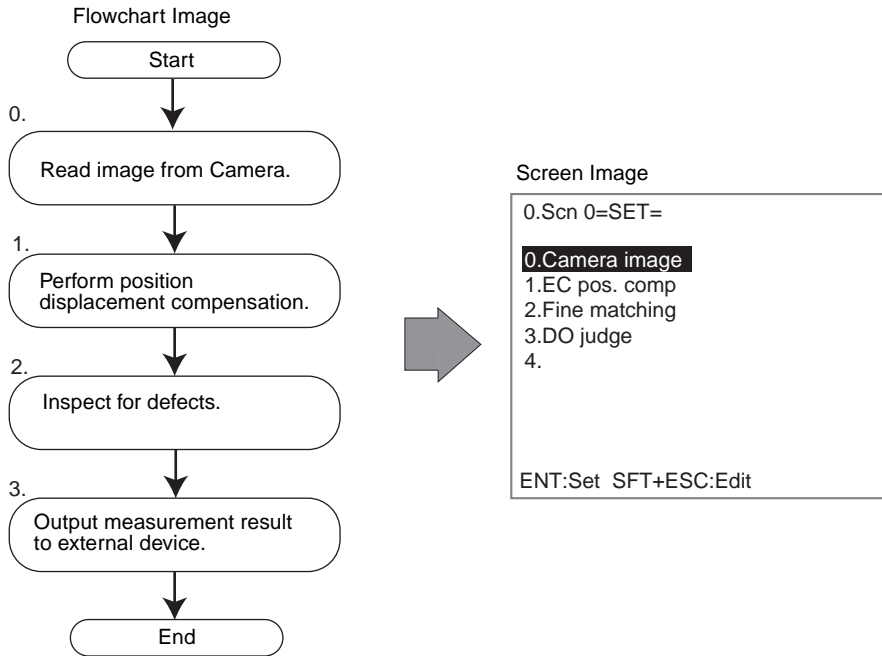 Flowchart Image
Start
0.
Read image from Camera.
1.
Perform position
displacement compensation.
2.
Inspect for defects.
3.
Output measurement result
to external device.
End
Screen Image
0.Scn 0=SET=
0.Camera image
1.EC pos. comp
2.Fine matching
3.DO judge
4.
ENT:Set SFT+ESC:Edit